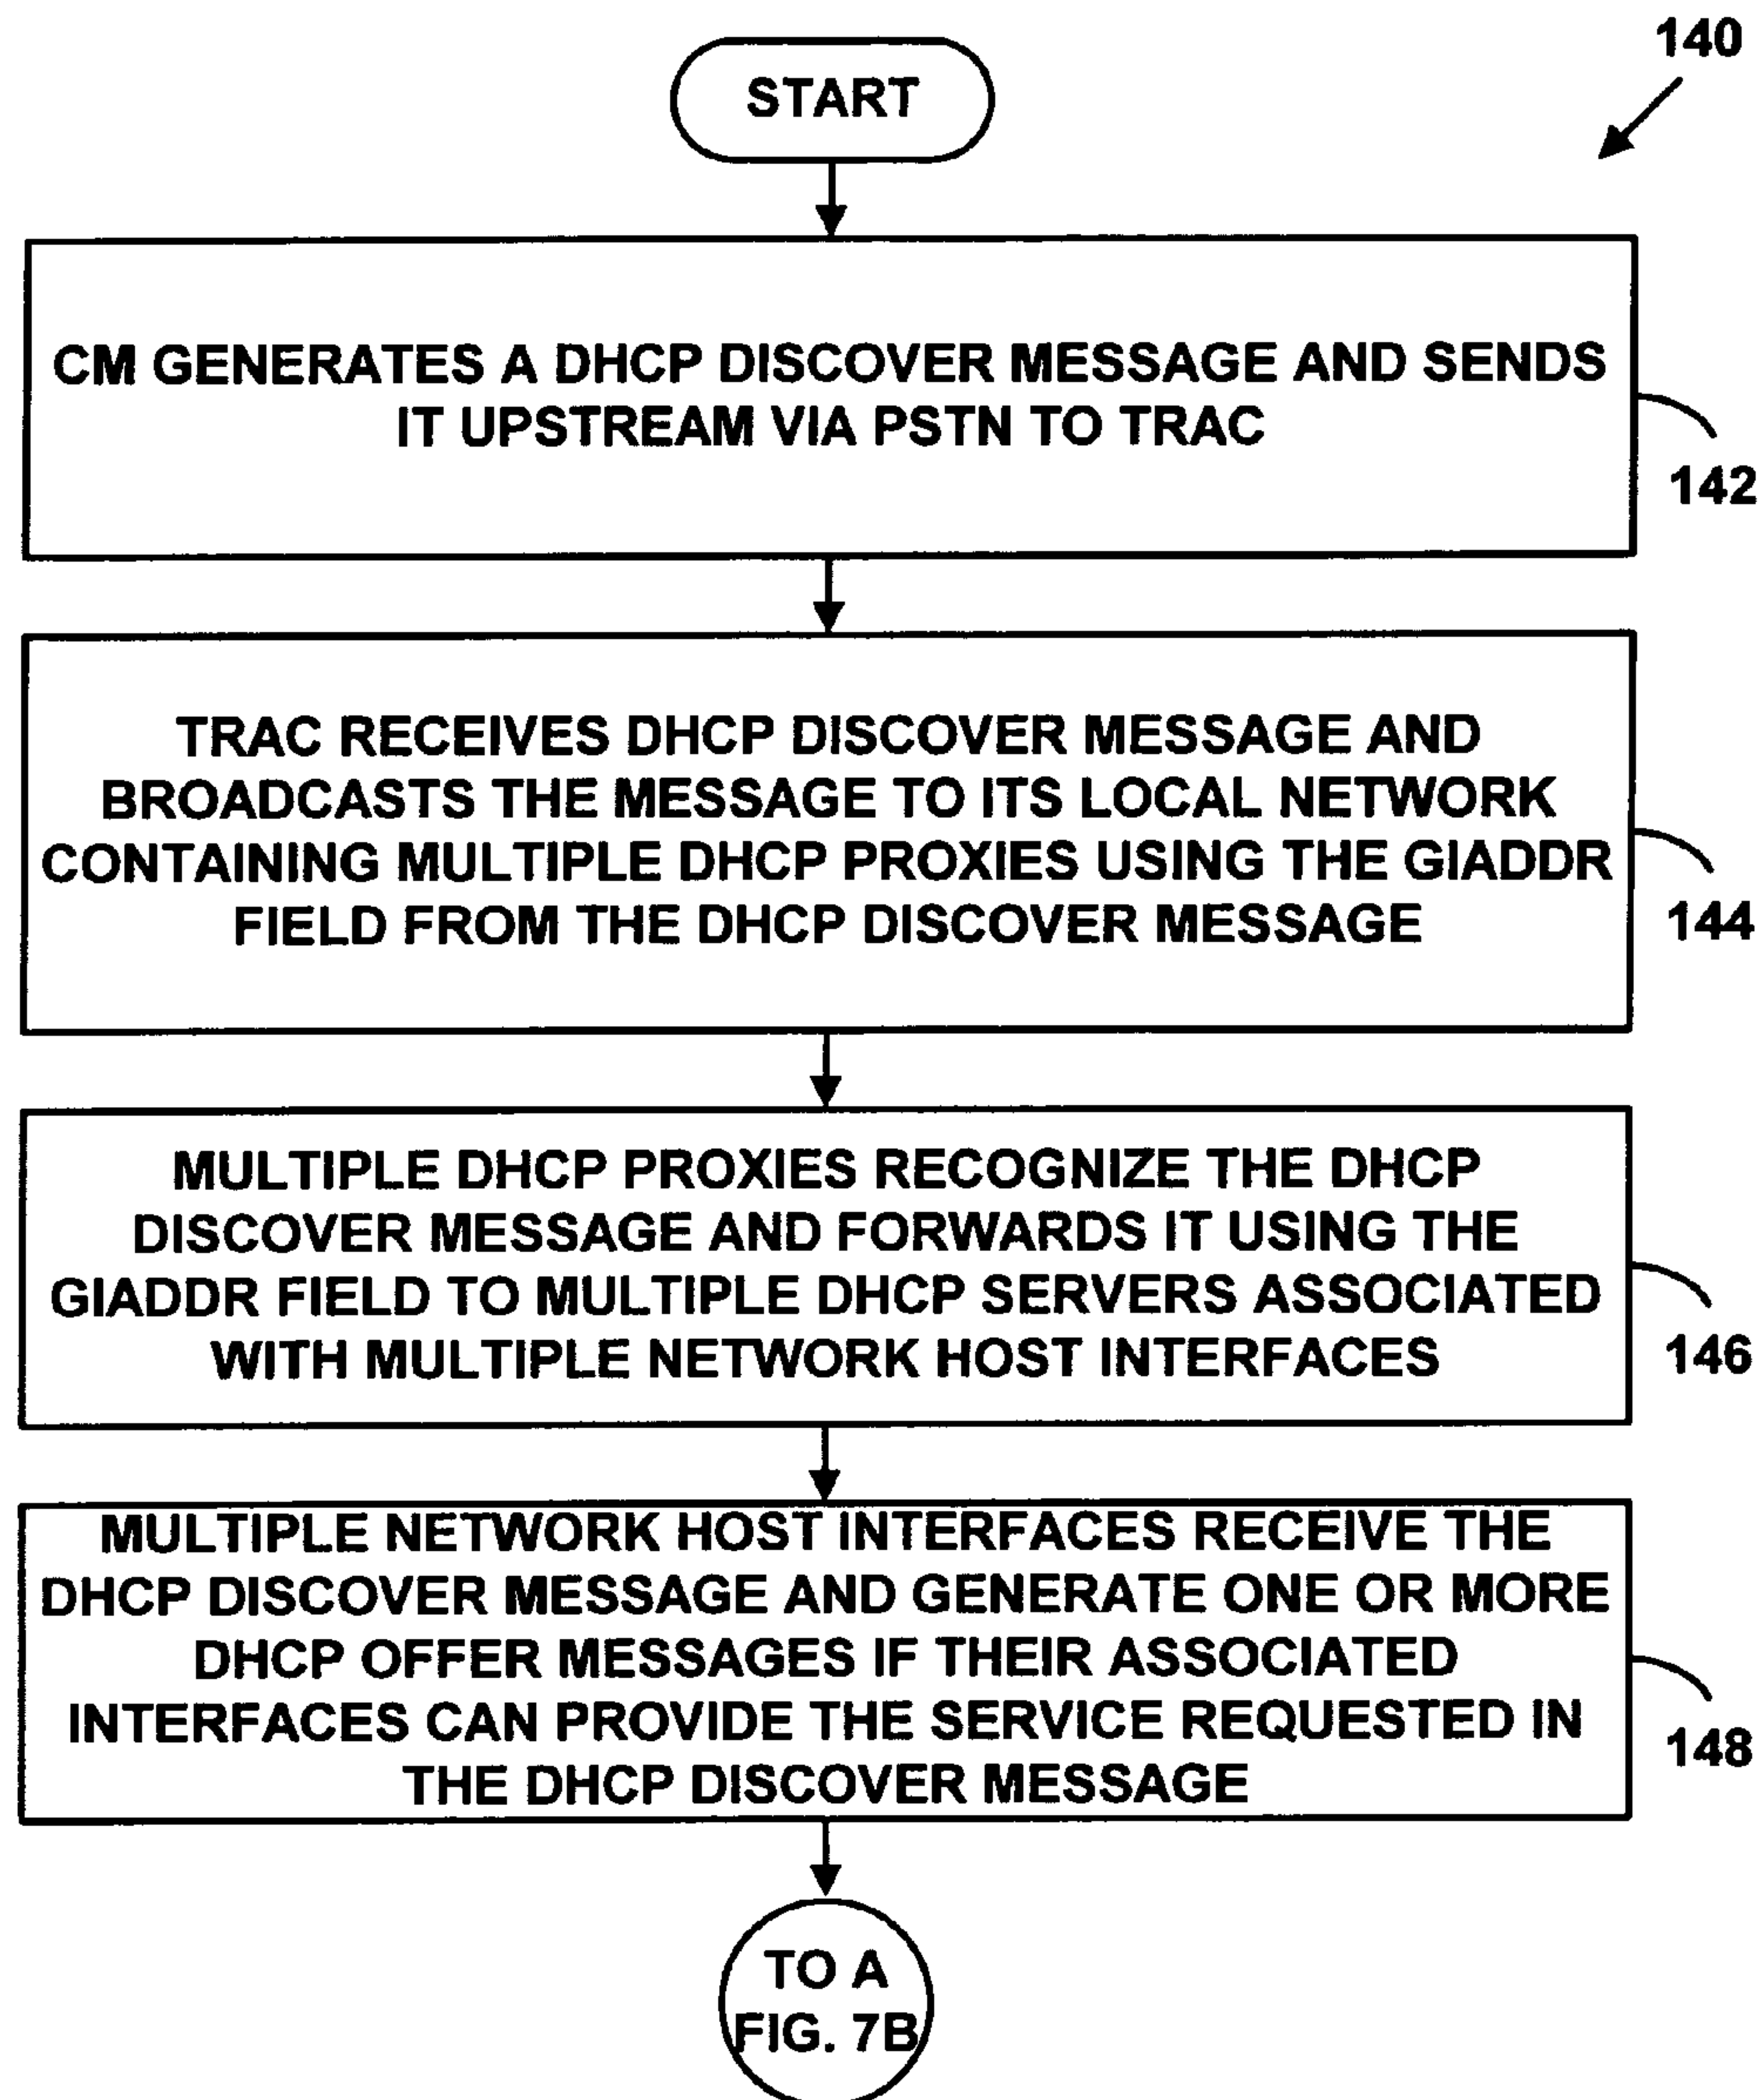 140
START
CM GENERATES A DHCP DISCOVER MESSAGE AND SENDS
IT UPSTREAM VIA PSTN TO TRAC
142
TRAC RECEIVES DHCP DISCOVER MESSAGE AND
BROADCASTS THE MESSAGE TO ITS LOCAL NETWORK
CONTAINING MULTIPLE DHCP PROXIES USING THE GIADDR
FIELD FROM THE DHCP DISCOVER MESSAGE
144
MULTIPLE DHCP PROXIES RECOGNIZE THE DHCP
DISCOVER MESSAGE AND FORWARDS IT USING THE
GIADDR FIELD TO MULTIPLE DHCP SERVERS ASSOCIATED
WITH MULTIPLE NETWORK HOST INTERFACES
146
MULTIPLE NETWORK HOST INTERFACES RECEIVE THE
DHCP DISCOVER MESSAGE AND GENERATE ONE OR MORE
DHCP OFFER MESSAGES IF THEIR ASSOCIATED
INTERFACES CAN PROVIDE THE SERVICE REQUESTED IN
THE DHCP DISCOVER MESSAGE
148
TO A
FIG. 7B